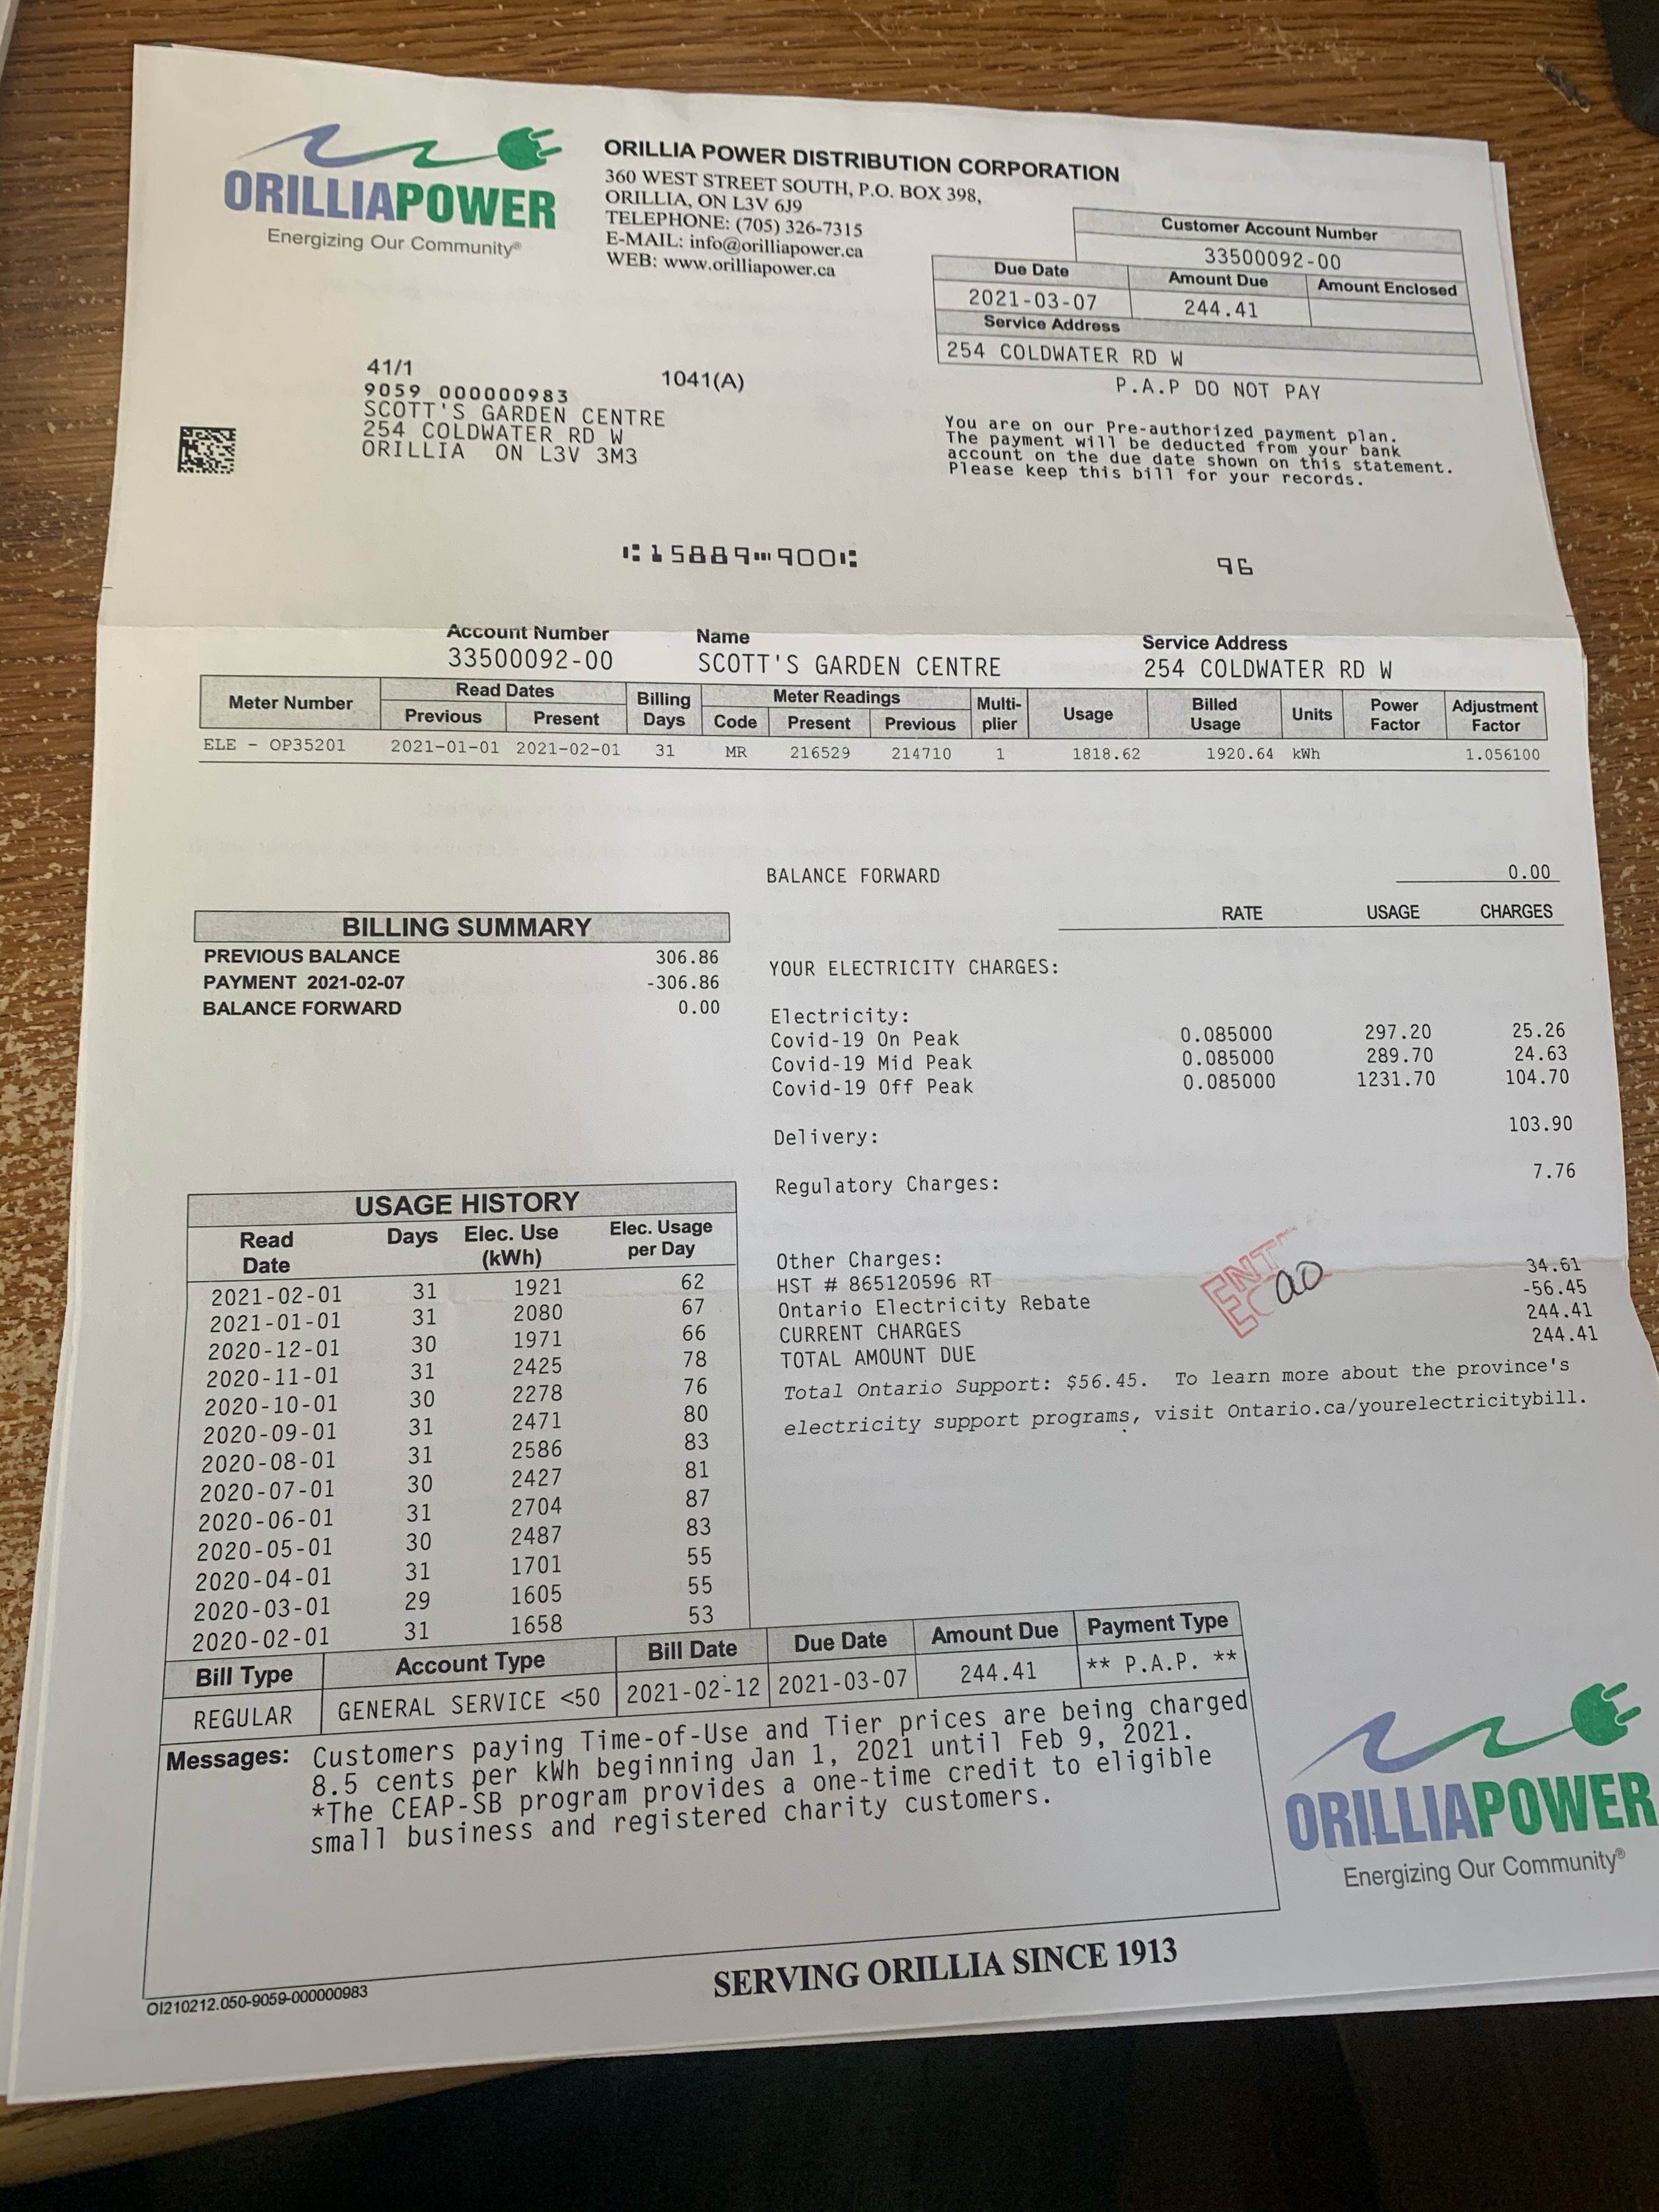 ORILLIAPOWER
Energizing Our Community®
ORILLIA POWER DISTRIBUTION CORPORATION
360 WEST STREET SOUTH, P.O. BOX 398,
ORILLIA, ON L3V 6J9
TELEPHONE: (705) 326-7315
E-MAIL: info@orilliapower.ca
WEB: www.orilliapower.ca
Customer Account Number
33500092-00
Due Date Amount Due Amount Enclosed
2021-03-07 244.41
Service Address
254 COLDWATER RD W
P.A.P DO NOT PAY
41/1 1041(A)
9059 000000983
SCOTT'S GARDEN CENTRE
254 COLDWATER RD W
ORILLIA ON L3V 3M3
You are on our Pre-authorized payment plan.
The payment will be deducted from your bank
account on the due date shown on this statement.
Please keep this bill for your records.
⑆15889⑉900⑆ 96
Account Number Name Service Address
33500092-00 SCOTT'S GARDEN CENTRE 254 COLDWATER RD W
Meter Number Read Dates Billing Days Meter Readings Multi-plier Usage Billed Usage Units Power Factor Adjustment Factor
Previous Present Code Present Previous
ELE - OP35201 2021-01-01 2021-02-01 31 MR 216529 214710 1 1818.62 1920.64 kWh 1.056100
BALANCE FORWARD 0.00
RATE USAGE CHARGES
BILLING SUMMARY
PREVIOUS BALANCE 306.86
PAYMENT 2021-02-07 -306.86
BALANCE FORWARD 0.00
YOUR ELECTRICITY CHARGES:
Electricity:
Covid-19 On Peak 0.085000 297.20 25.26
Covid-19 Mid Peak 0.085000 289.70 24.63
Covid-19 Off Peak 0.085000 1231.70 104.70
Delivery: 103.90
Regulatory Charges: 7.76
Other Charges:
HST # 865120596 RT 34.61
Ontario Electricity Rebate -56.45
CURRENT CHARGES 244.41
TOTAL AMOUNT DUE 244.41
Total Ontario Support: $56.45. To learn more about the province's
electricity support programs, visit Ontario.ca/yourelectricitybill.
USAGE HISTORY
Read Date Days Elec. Use (kWh) Elec. Usage per Day
2021-02-01 31 1921 62
2021-01-01 31 2080 67
2020-12-01 30 1971 66
2020-11-01 31 2425 78
2020-10-01 30 2278 76
2020-09-01 31 2471 80
2020-08-01 31 2586 83
2020-07-01 30 2427 81
2020-06-01 31 2704 87
2020-05-01 30 2487 83
2020-04-01 31 1701 55
2020-03-01 29 1605 55
2020-02-01 31 1658 53
Bill Type Account Type Bill Date Due Date Amount Due Payment Type
REGULAR GENERAL SERVICE <50 2021-02-12 2021-03-07 244.41 ** P.A.P. **
Messages: Customers paying Time-of-Use and Tier prices are being charged
8.5 cents per kWh beginning Jan 1, 2021 until Feb 9, 2021.
*The CEAP-SB program provides a one-time credit to eligible
small business and registered charity customers.
ORILLIAPOWER
Energizing Our Community®
SERVING ORILLIA SINCE 1913
OI210212.050-9059-000000983